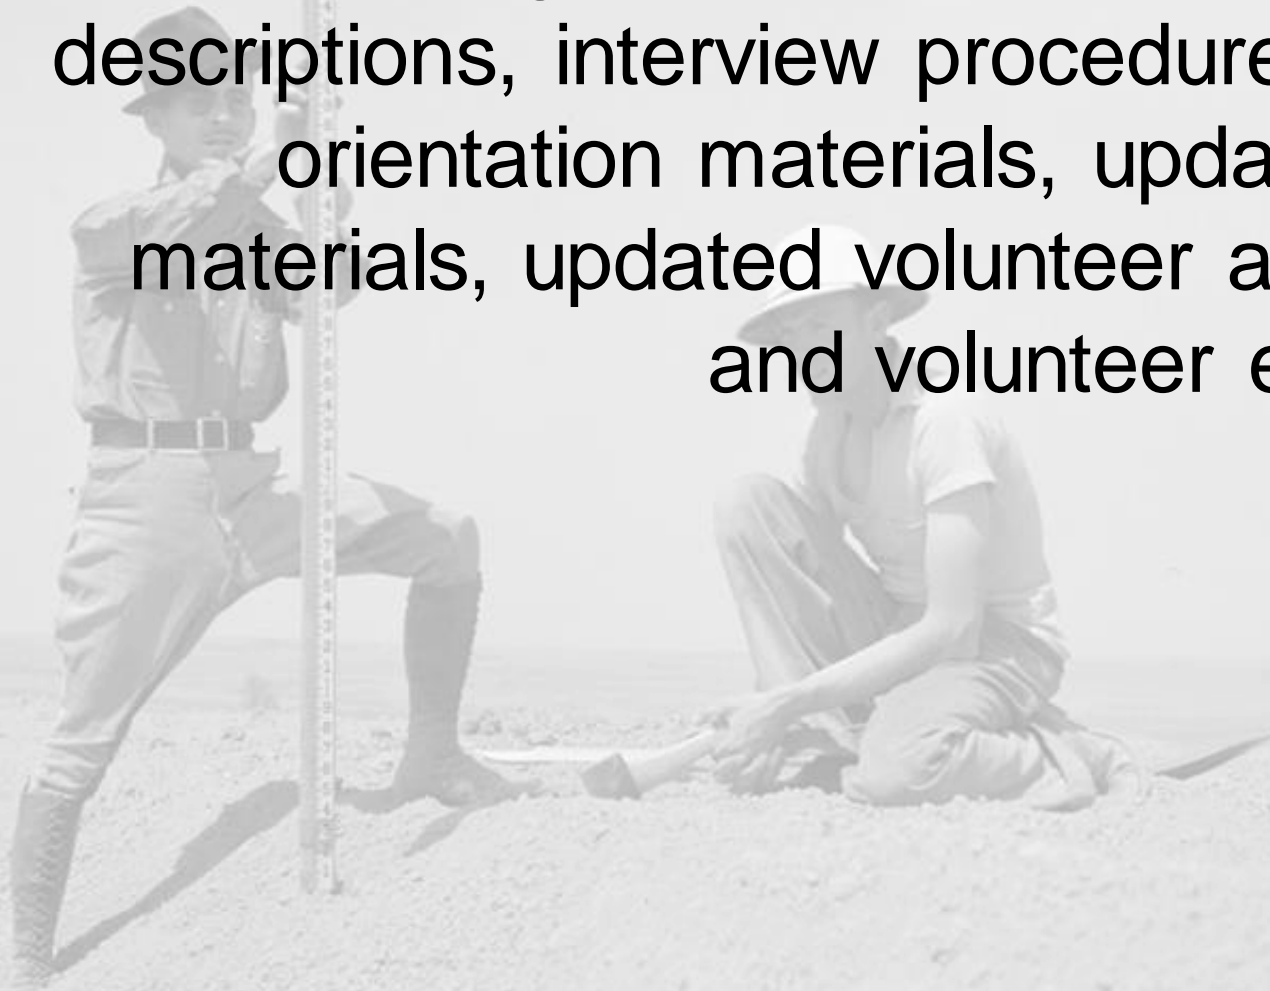 descriptions, interview procedure
orientation materials, upda
materials, updated volunteer a
and volunteer e